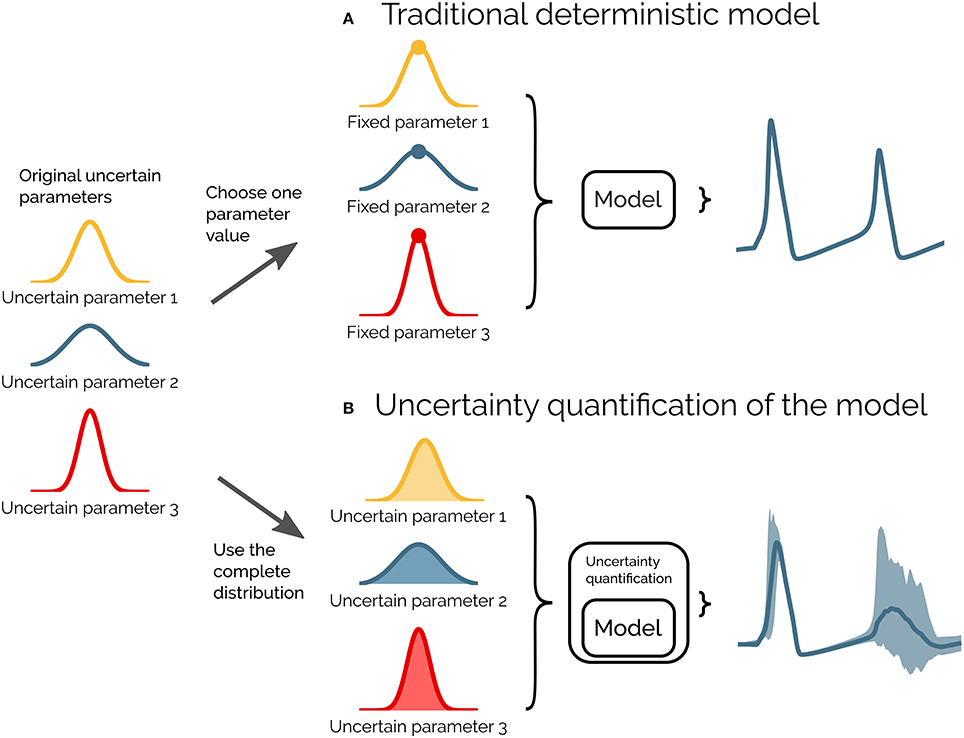 A Traditional deterministic model
Fixed parameter 1
Fixed parameter 2
Fixed parameter 3
Model
Original uncertain
parameters
Uncertain parameter 1
Uncertain parameter 2
Uncertain parameter 3
Choose one
parameter
value
Use the
complete
distribution
B Uncertainty quantification of the model
Uncertain parameter 1
Uncertain parameter 2
Uncertain parameter 3
Uncertainty
quantification
Model